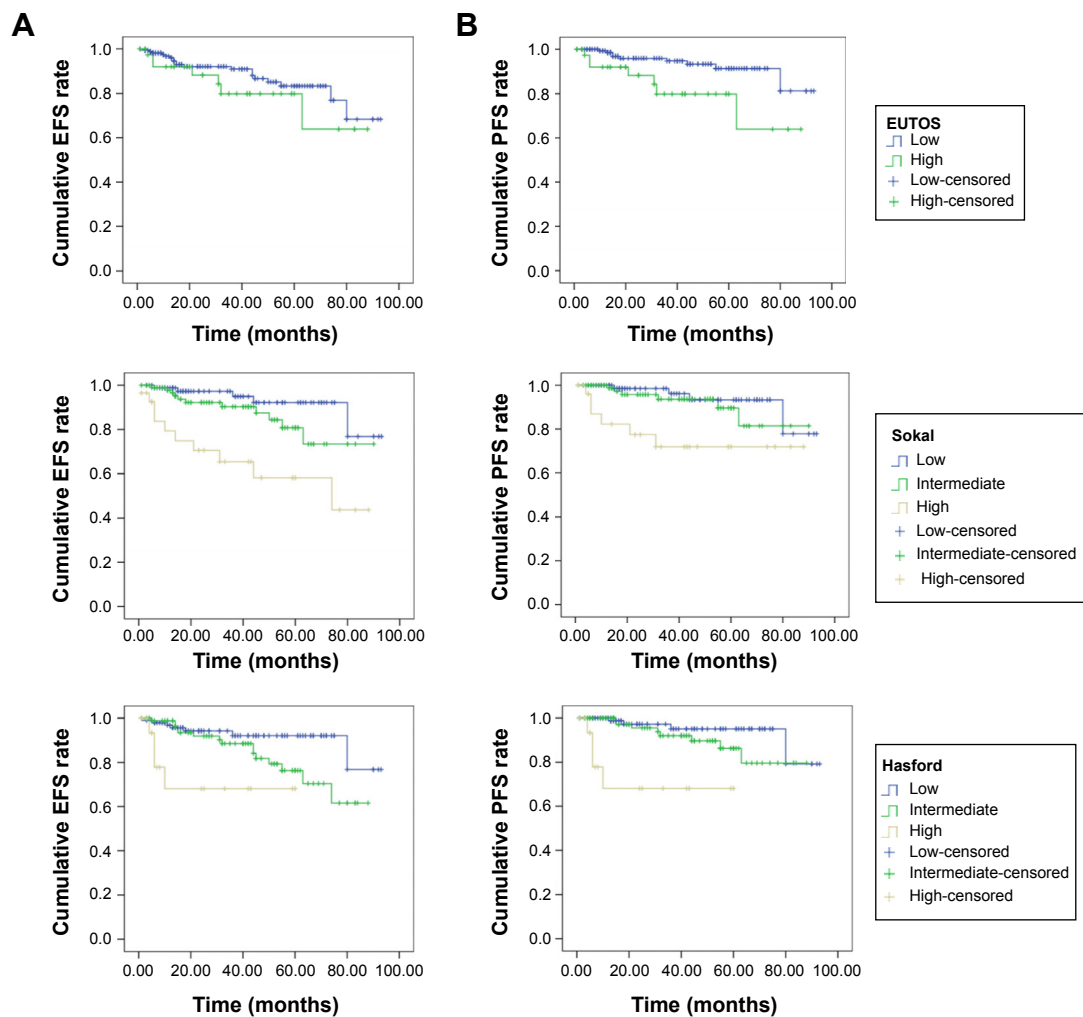 A
B
Cumulative EFS rate
1.0
0.8
0.6
0.4
0.2
0.0
0.00 20.00 40.00 60.00 80.00 100.00
Time (months)
Cumulative PFS rate
1.0
0.8
0.6
0.4
0.2
0.0
0.00 20.00 40.00 60.00 80.00 100.00
Time (months)
EUTOS
Low
High
Low-censored
High-censored
Cumulative EFS rate
1.0
0.8
0.6
0.4
0.2
0.0
0.00 20.00 40.00 60.00 80.00 100.00
Time (months)
Cumulative PFS rate
1.0
0.8
0.6
0.4
0.2
0.0
0.00 20.00 40.00 60.00 80.00 100.00
Time (months)
Sokal
Low
Intermediate
High
Low-censored
Intermediate-censored
High-censored
Cumulative EFS rate
1.0
0.8
0.6
0.4
0.2
0.0
0.00 20.00 40.00 60.00 80.00 100.00
Time (months)
Cumulative PFS rate
1.0
0.8
0.6
0.4
0.2
0.0
0.00 20.00 40.00 60.00 80.00 100.00
Time (months)
Hasford
Low
Intermediate
High
Low-censored
Intermediate-censored
High-censored